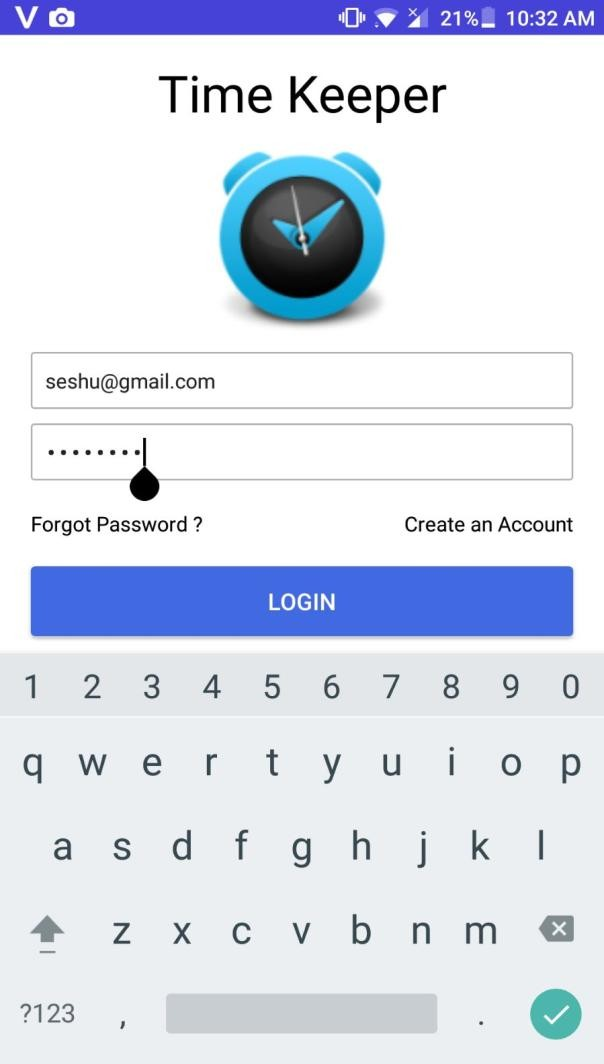 21% 10:32 AM
Time Keeper
seshu@gmail.com
••••••••
Forgot Password ? Create an Account
LOGIN
1 2 3 4 5 6 7 8 9 0
q w e r t y u i o p
a s d f g h j k l
z x c v b n m
?123 , .